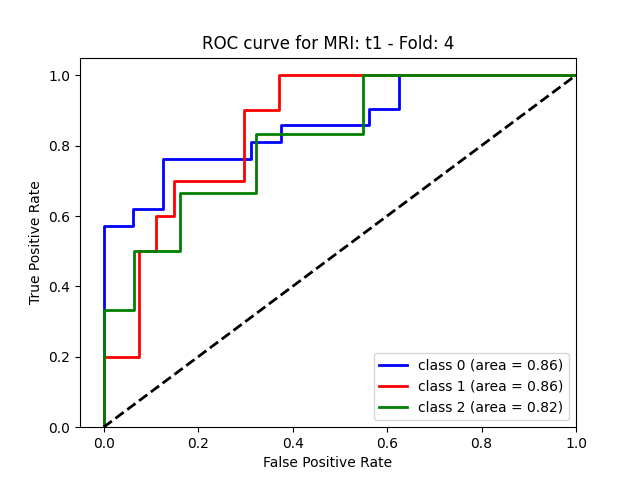 ROC curve for MRI: t1 - Fold: 4
1.0
0.8
0.6
0.4
0.2
0.0
True Positive Rate
class 0 (area = 0.86)
class 1 (area = 0.86)
class 2 (area = 0.82)
0.0 0.2 0.4 0.6 0.8 1.0
False Positive Rate